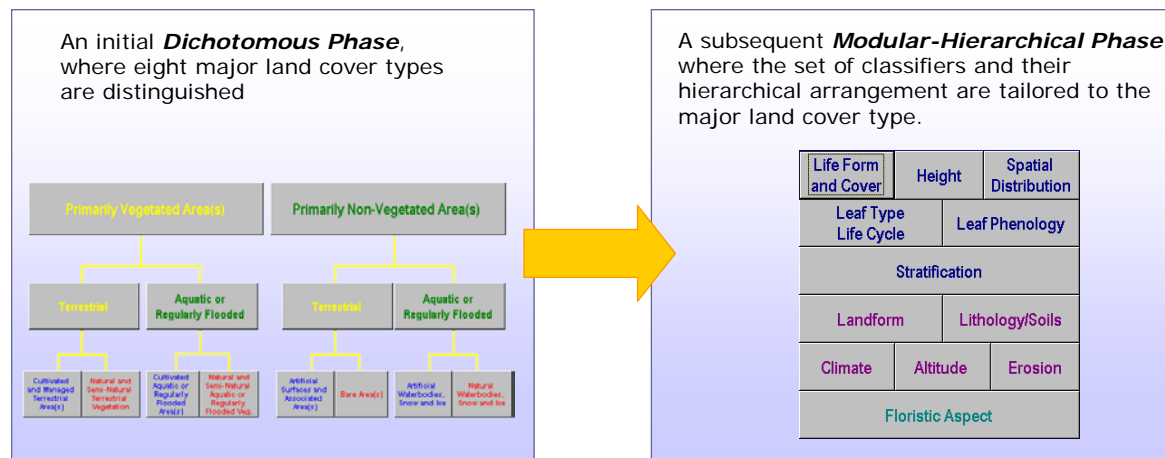 An initial Dichotomous Phase,
where eight major land cover types
are distinguished
Primarily Vegetated Area(s)
Primarily Non-Vegetated Area(s)
Terrestrial
Aquatic or
Regularly Flooded
Terrestrial
Aquatic or
Regularly Flooded
Cultivated
and Managed
Terrestrial
Area(s)
Natural and
Semi-Natural
Terrestrial
Vegetation
Cultivated
Aquatic or
Regularly
Flooded
Area(s)
Natural and
Semi-Natural
Aquatic or
Regularly
Flooded Veg.
Artificial
Surfaces and
Associated
Area(s)
Bare Area(s)
Artificial
Waterbodies,
Snow and Ice
Natural
Waterbodies,
Snow and Ice
A subsequent Modular-Hierarchical Phase
where the set of classifiers and their
hierarchical arrangement are tailored to the
major land cover type.
Life Form
and Cover
Height
Spatial
Distribution
Leaf Type
Life Cycle
Leaf Phenology
Stratification
Landform
Lithology/Soils
Climate
Altitude
Erosion
Floristic Aspect